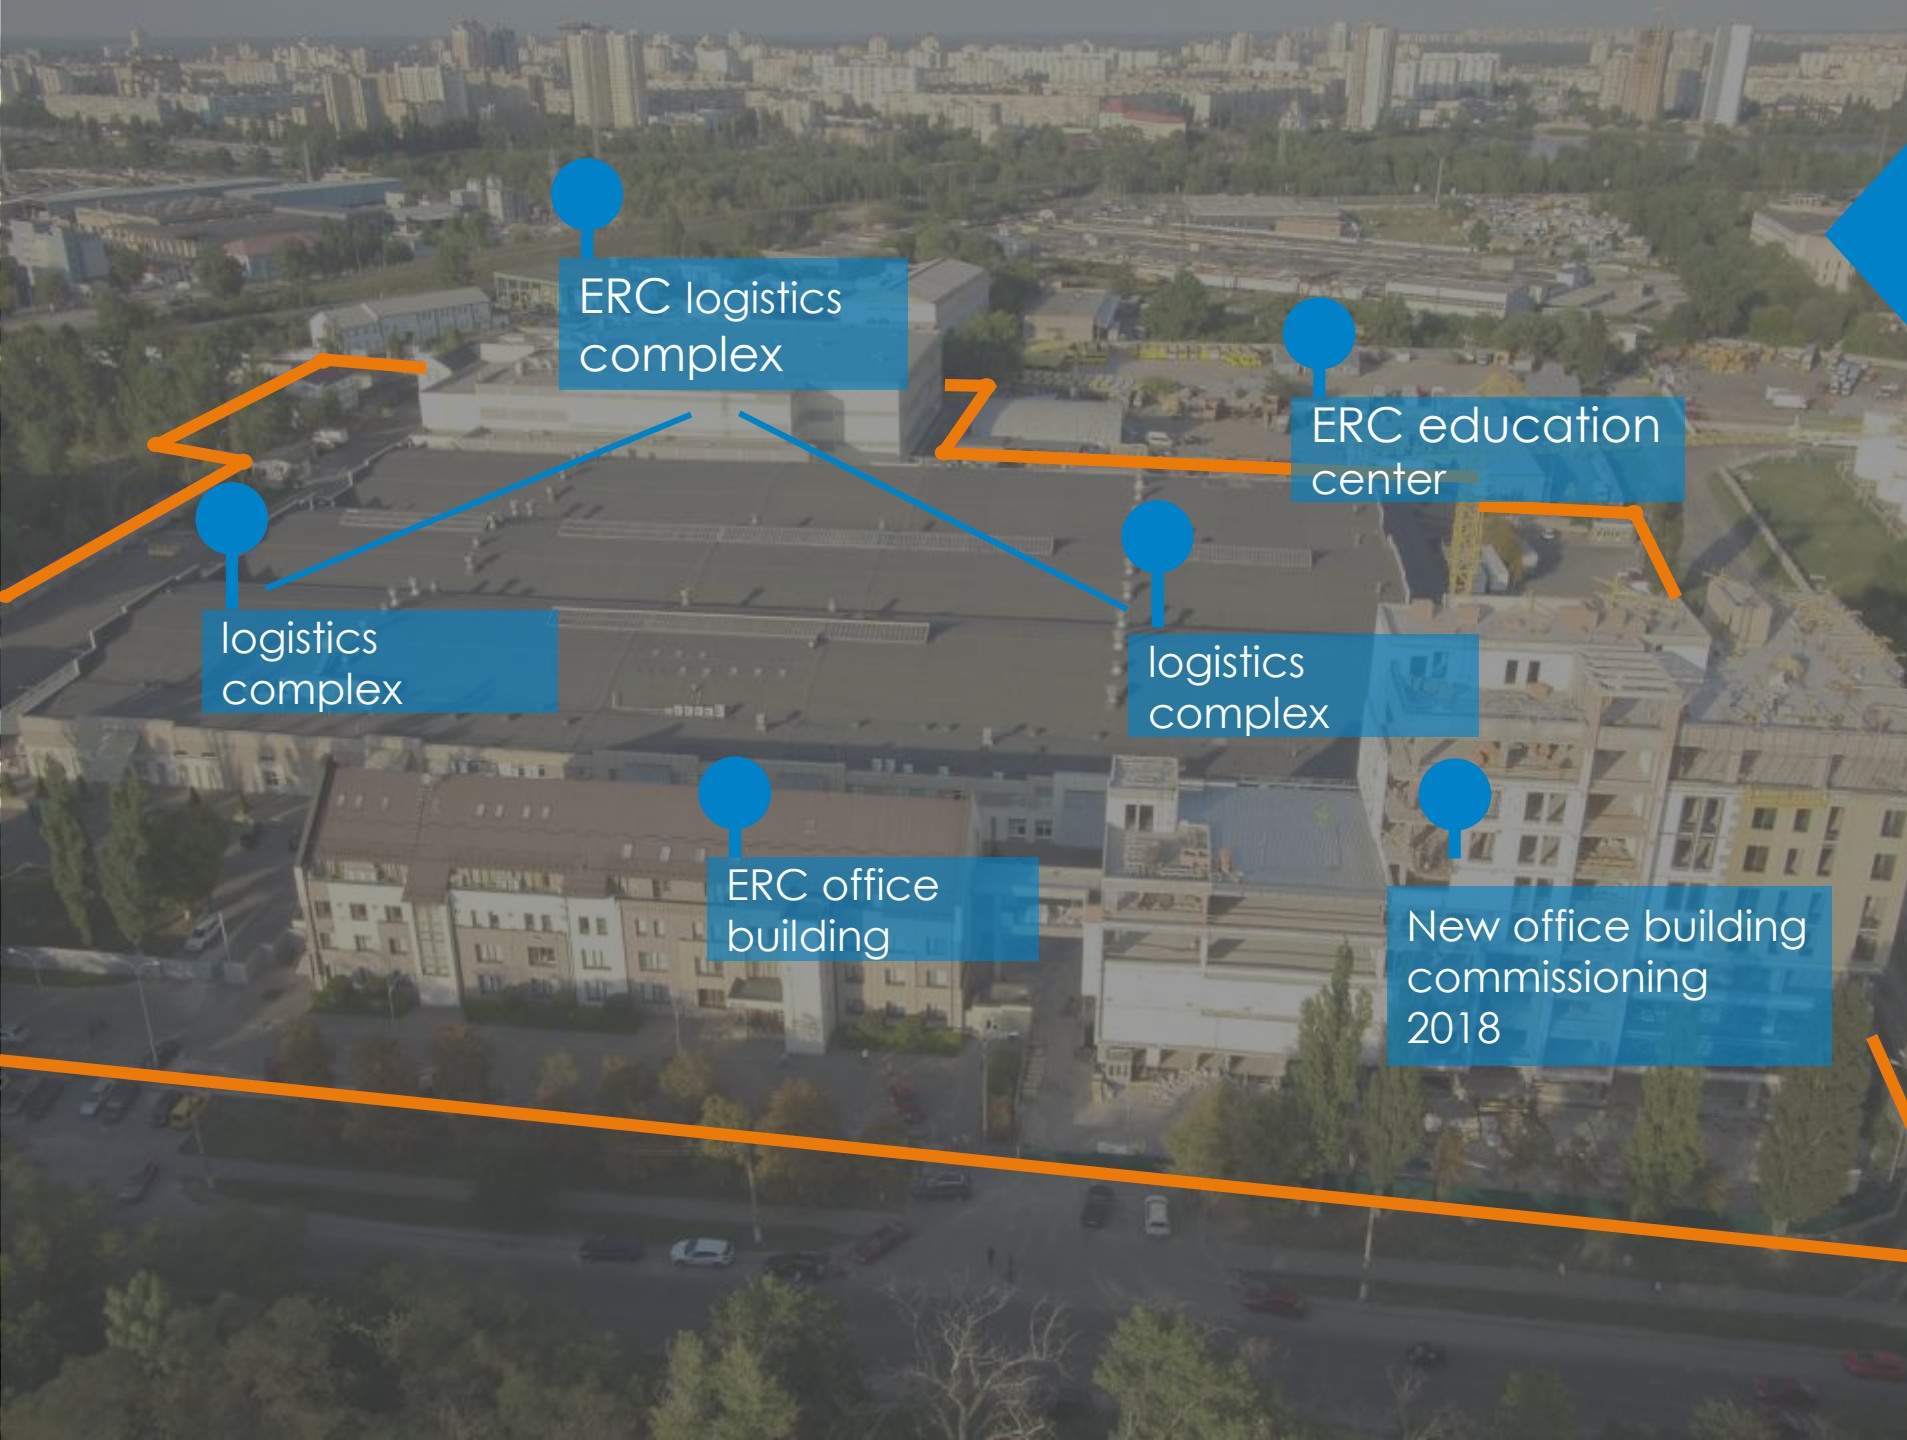 ERC logistics
complex
ERC education
center
logistics
complex
logistics
complex
ERC office
building
New office building
commissioning
2018